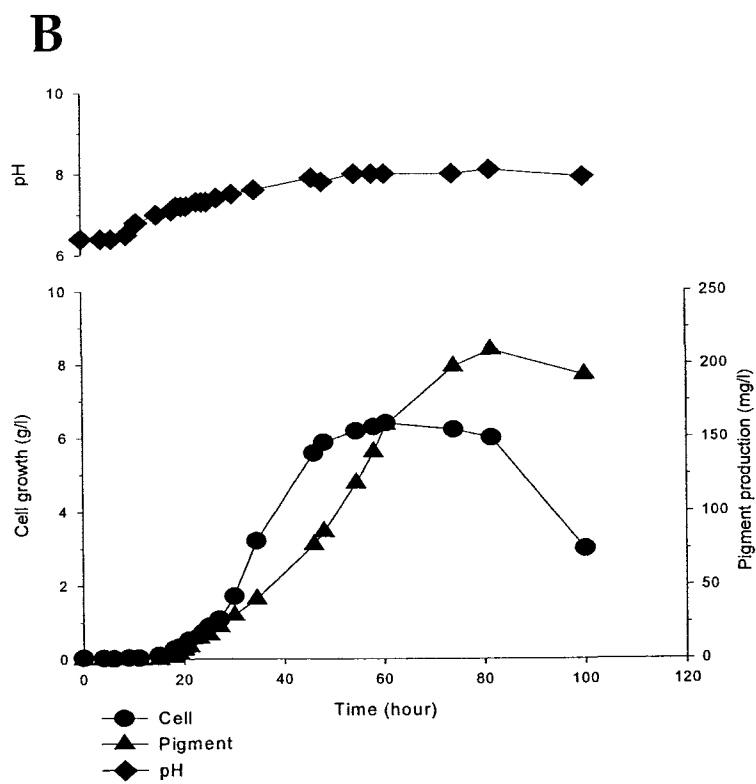 B
10
8
6
pH
10
8
6
4
2
0
Cell growth (g/l)
250
200
150
100
50
0
Pigment production (mg/l)
0 20 40 60 80 100 120
Time (hour)
Cell
Pigment
pH